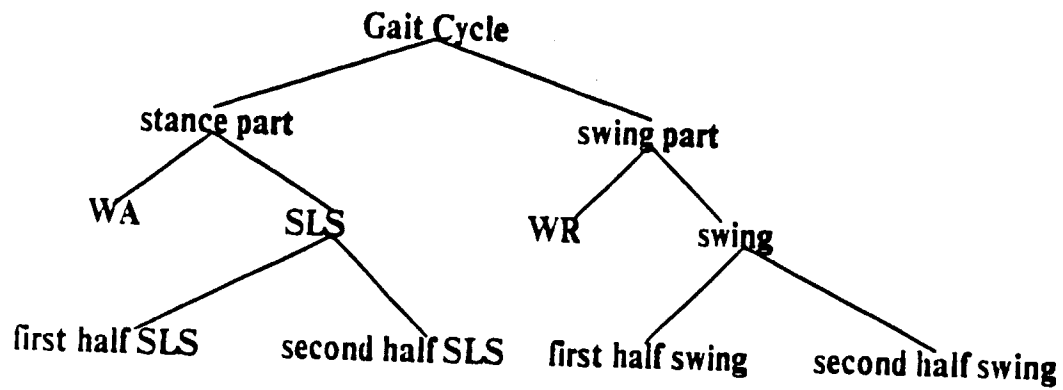 Gait Cycle
stance part
swing part
WA
SLS
WR
swing
first half SLS
second half SLS
first half swing
second half swing